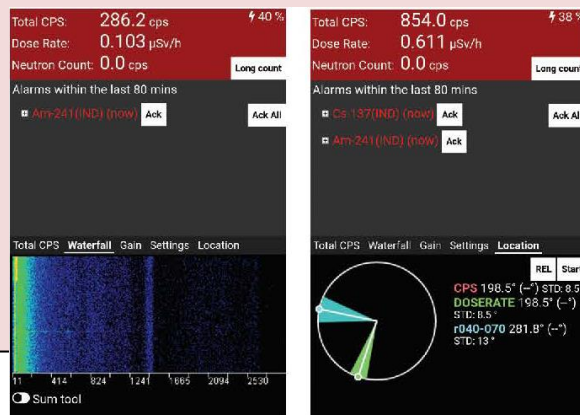 Total CPS: 286.2 cps 40 %
Dose Rate: 0.103 µSv/h
Neutron Count: 0.0 cps Long count
Alarms within the last 80 mins
Am-241(IND) (now) Ack Ack All
Total CPS Waterfall Gain Settings Location
11 414 824 1241 1665 2094 2530
Sum tool
Total CPS: 854.0 cps 38 %
Dose Rate: 0.611 µSv/h
Neutron Count: 0.0 cps Long count
Alarms within the last 80 mins
Cs-137(IND) (now) Ack Ack Al
Am-241(IND) (now) Ack
Total CPS Waterfall Gain Settings Location
REL Star
CPS 198.5° (--°) STD: 8.5
DOSERATE 198.5° (--°)
STD: 8.5 °
r040-070 281.8° (--°)
STD: 13 °